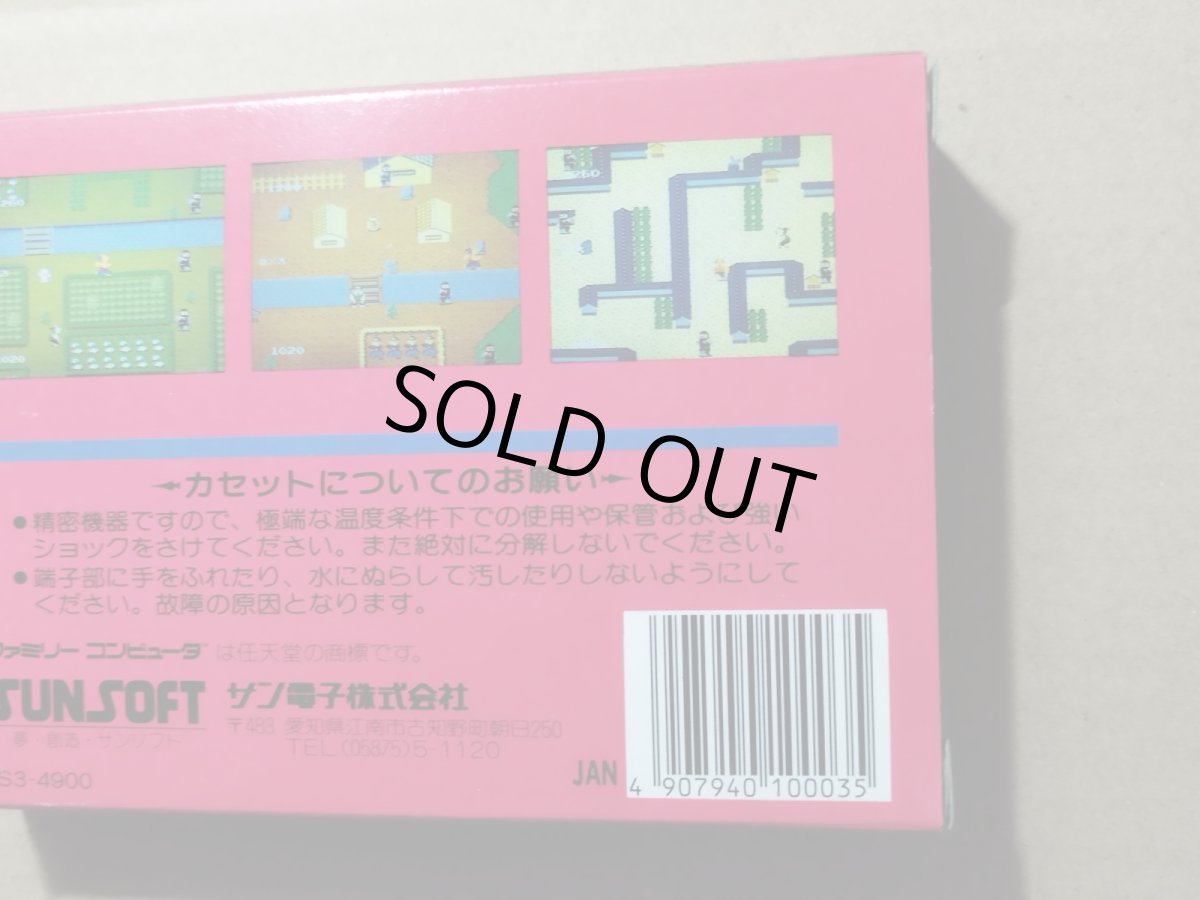 260
250
1020
1020
SOLD OUT
カセットについてのお願い
●精密機器ですので、極端な温度条件下での使用や保管および強い
ショックをさけてください。また絶対に分解しないでください。
●端子部に手をふれたり、水にぬらして汚したりしないようにして
ください。故障の原因となります。
ファミリーコンピュータ は任天堂の商標です。
SUNSOFT サン電子株式会社
夢・創造・サンソフト
〒483 愛知県江南市古知野町朝日250
TEL(05875)5-1120
S3-4900
JAN
4 907940 100035